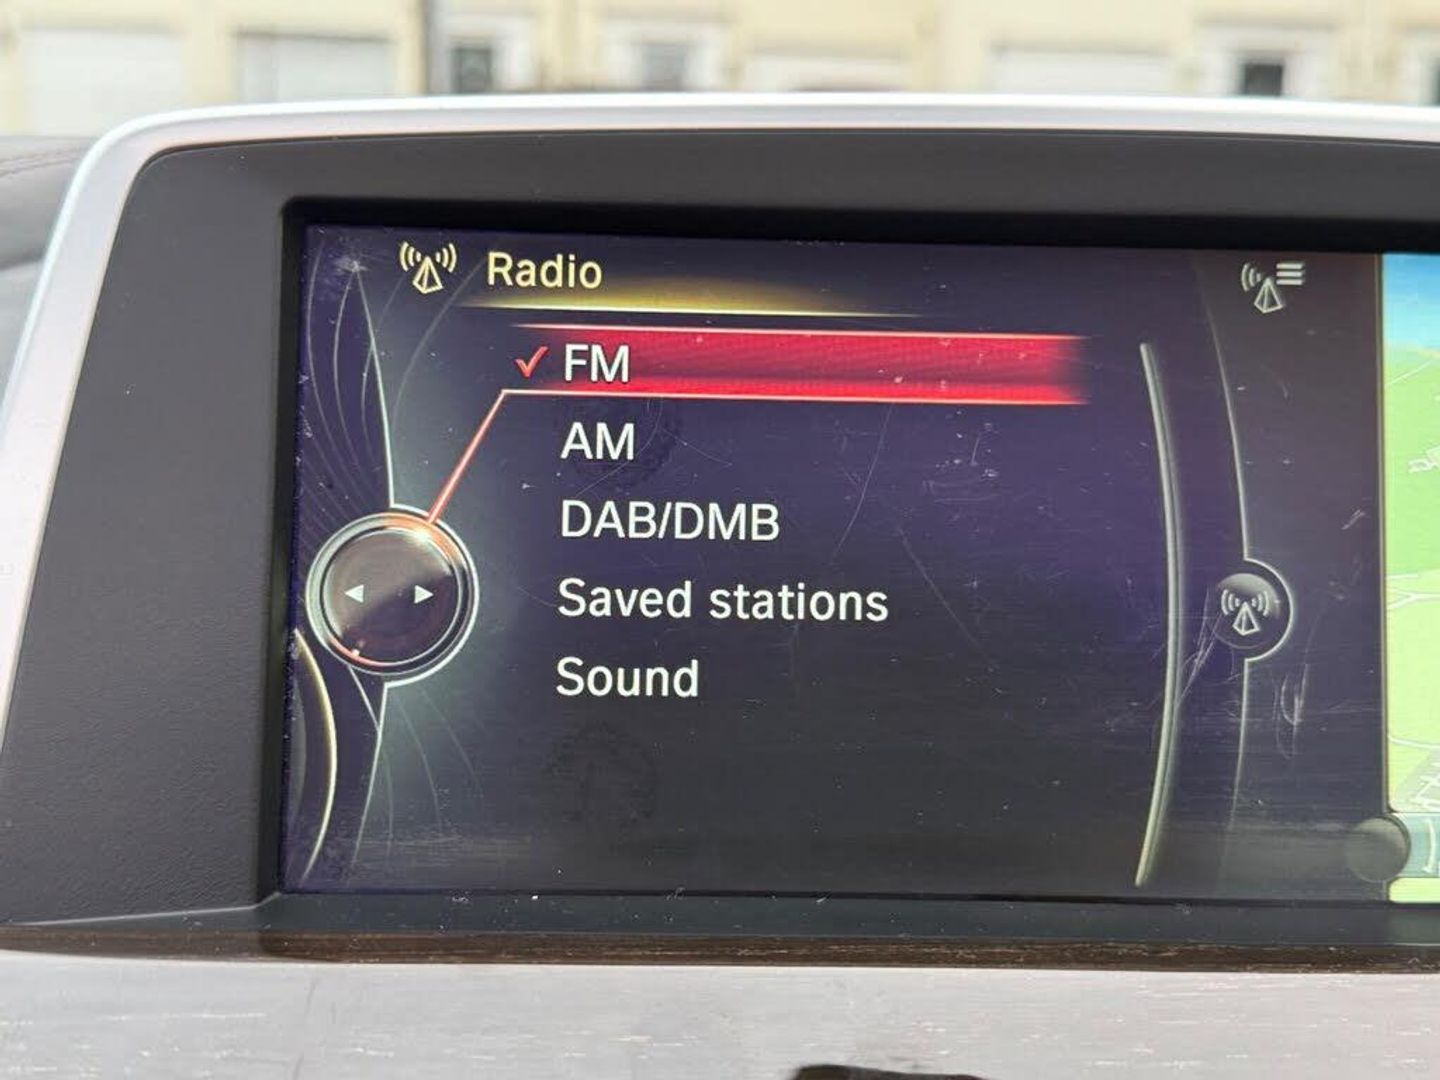 Radio
FM
AM
DAB/DMB
Saved stations
Sound